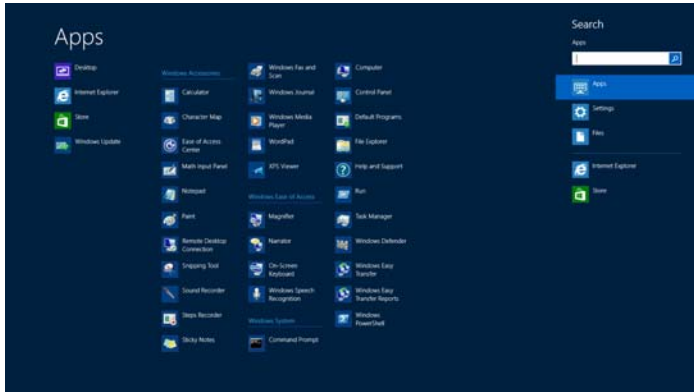 Apps
Desktop
Internet Explorer
Store
Windows Update
Windows Accessories
Calculator
Character Map
Ease of Access
Center
Math Input Panel
Notepad
Paint
Remote Desktop
Connection
Snipping Tool
Sound Recorder
Steps Recorder
Sticky Notes
Windows Fax and
Scan
Windows Journal
Windows Media
Player
WordPad
XPS Viewer
Windows Ease of Access
Magnifier
Narrator
On-Screen
Keyboard
Windows Speech
Recognition
Windows System
Command Prompt
Computer
Control Panel
Default Programs
File Explorer
Help and Support
Run
Task Manager
Windows Defender
Windows Easy
Transfer
Windows Easy
Transfer Reports
Windows
PowerShell
Search
Apps
Apps
Settings
Files
Internet Explorer
Store